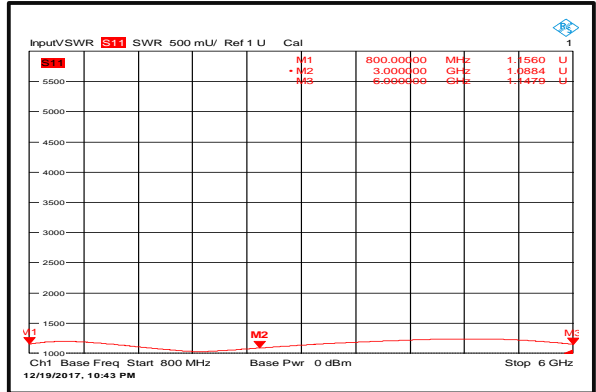 InputVSWR S11 SWR 500 mU/ Ref 1 U Cal 1
S11
M1 800.00000 MHz 1.1560 U
• M2 3.000000 GHz 1.0884 U
M3 6.000000 GHz 1.1479 U
5500
5000
4500
4000
3500
3000
2500
2000
1500
M1 M2 M3
1000
Ch1 Base Freq Start 800 MHz Base Pwr 0 dBm Stop 6 GHz
12/19/2017, 10:43 PM